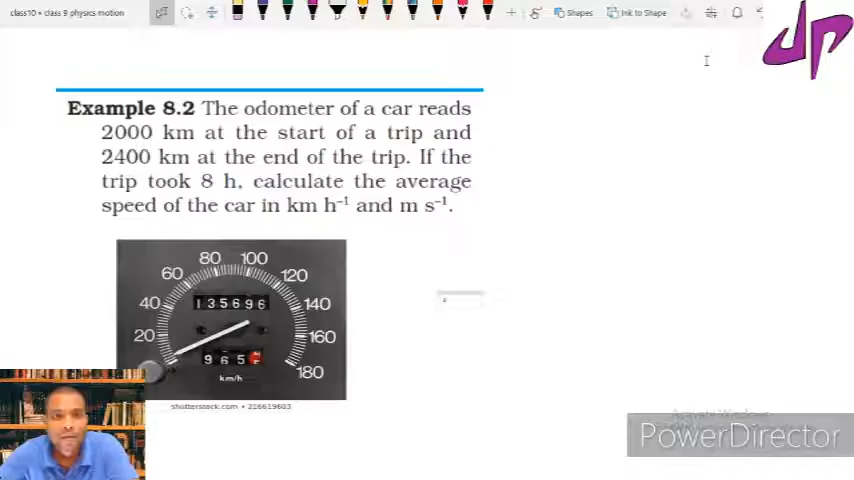 class10 • class 9 physics motion
Shapes
Ink to Shape
dp
Example 8.2 The odometer of a car reads
2000 km at the start of a trip and
2400 km at the end of the trip. If the
trip took 8 h, calculate the average
speed of the car in km h⁻¹ and m s⁻¹.
80 100
60 120
135696
40 140
20 160
965
180
km/h
shutterstock.com • 226619603
Activate Windows
PowerDirector